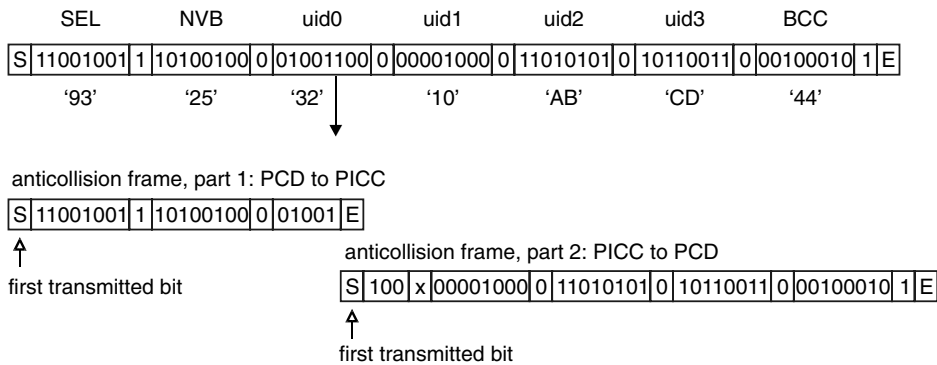 SEL NVB uid0 uid1 uid2 uid3 BCC
S 11001001 1 10100100 0 01001100 0 00001000 0 11010101 0 10110011 0 00100010 1 E
‘93’ ‘25’ ‘32’ ‘10’ ‘AB’ ‘CD’ ‘44’
anticollision frame, part 1: PCD to PICC
S 11001001 1 10100100 0 01001 E
first transmitted bit
anticollision frame, part 2: PICC to PCD
S 100 x 00001000 0 11010101 0 10110011 0 00100010 1 E
first transmitted bit